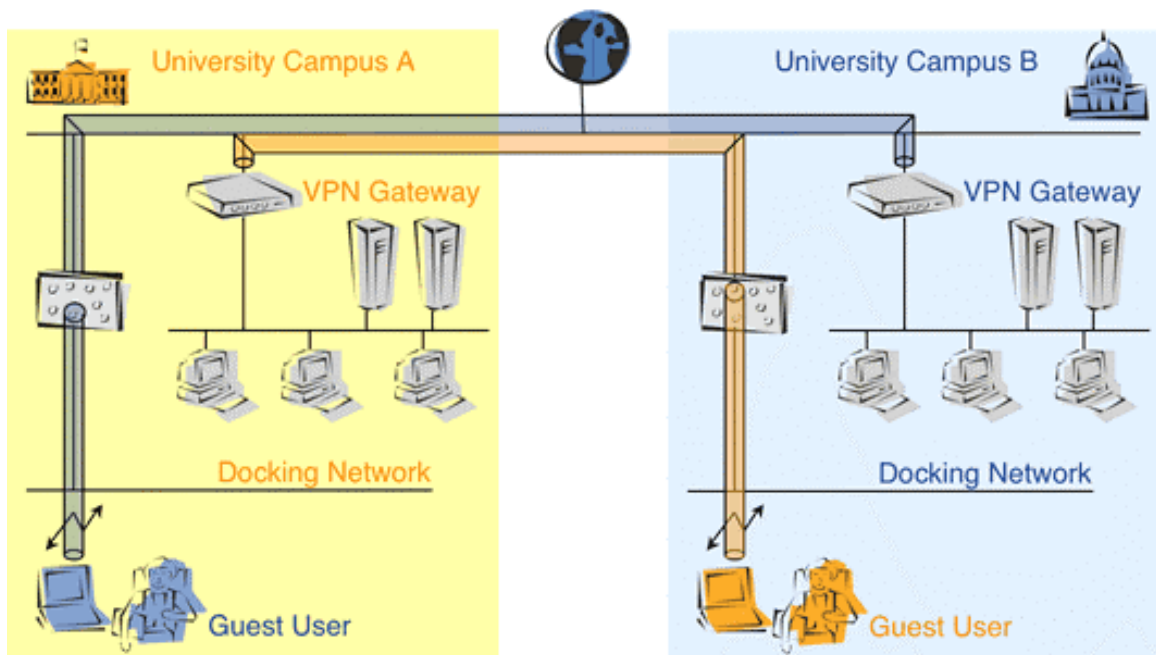 University Campus A
University Campus B
VPN Gateway
VPN Gateway
Docking Network
Docking Network
Guest User
Guest User